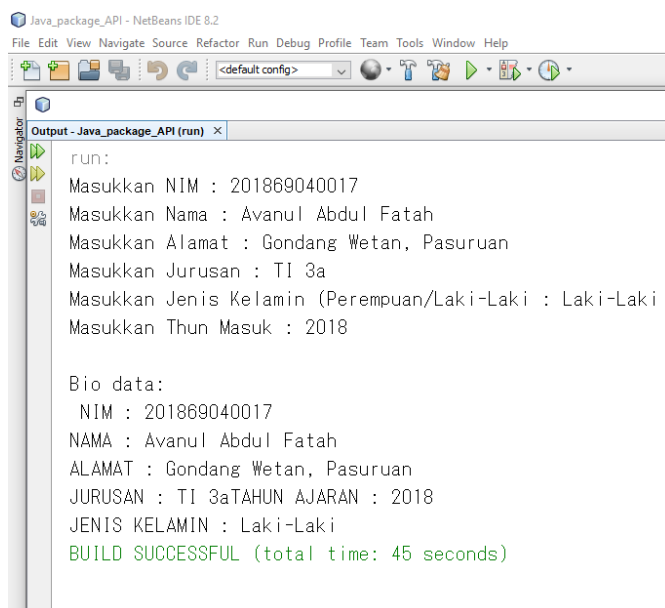 Java_package_API - NetBeans IDE 8.2
File Edit View Navigate Source Refactor Run Debug Profile Team Tools Window Help
<default config>
Navigator
Output - Java_package_API (run) ×
run:
Masukkan NIM : 201869040017
Masukkan Nama : Avanul Abdul Fatah
Masukkan Alamat : Gondang Wetan, Pasuruan
Masukkan Jurusan : TI 3a
Masukkan Jenis Kelamin (Perempuan/Laki-Laki : Laki-Laki
Masukkan Thun Masuk : 2018
Bio data:
NIM : 201869040017
NAMA : Avanul Abdul Fatah
ALAMAT : Gondang Wetan, Pasuruan
JURUSAN : TI 3aTAHUN AJARAN : 2018
JENIS KELAMIN : Laki-Laki
BUILD SUCCESSFUL (total time: 45 seconds)